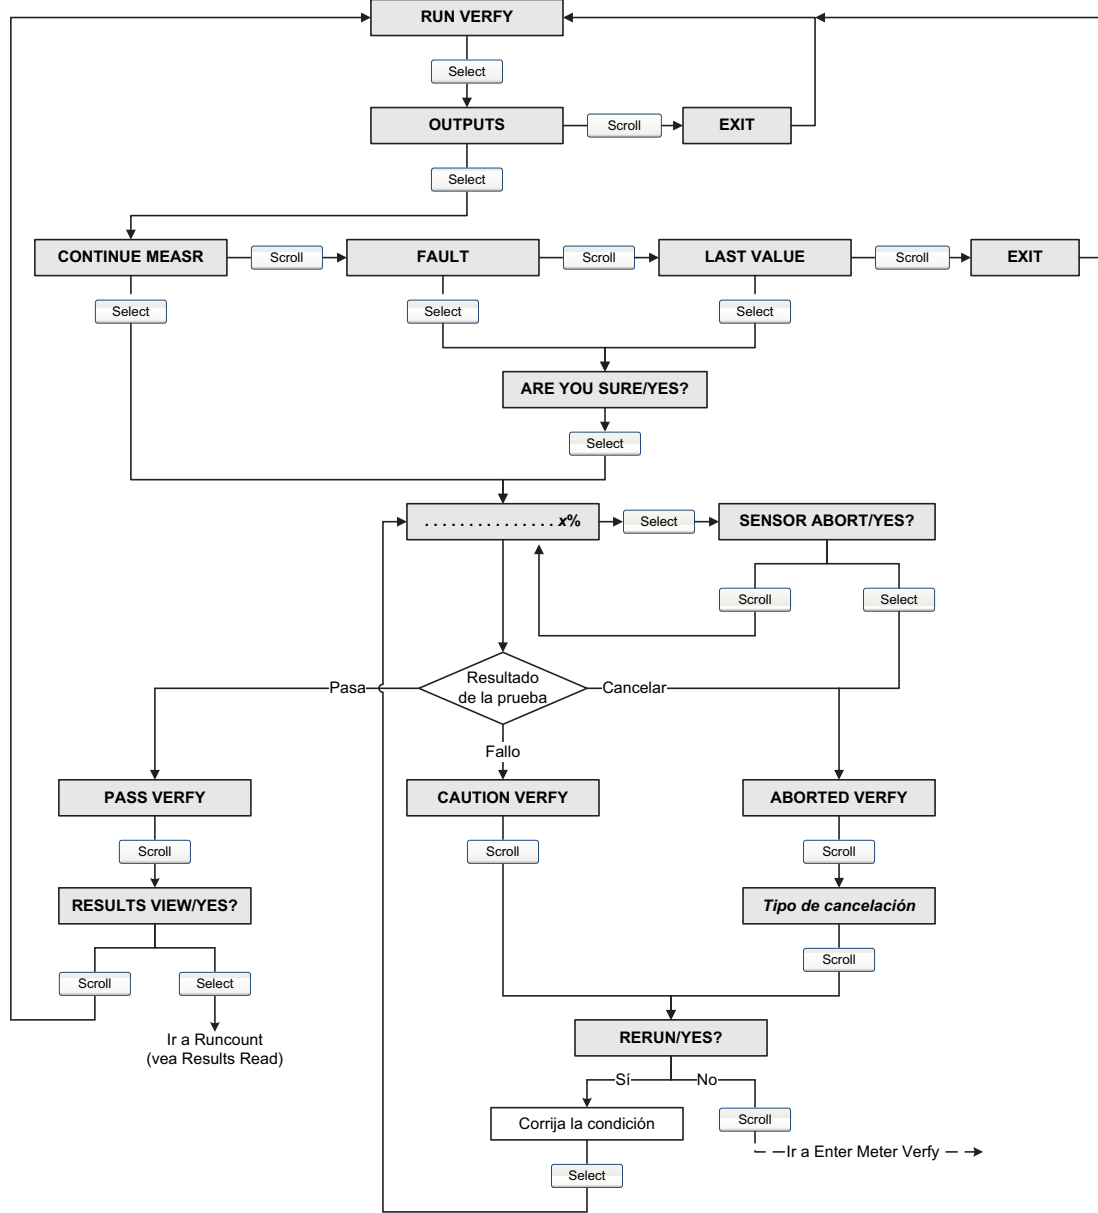 RUN VERFY
Select
OUTPUTS
Scroll
EXIT
Select
CONTINUE MEASR
Scroll
FAULT
Scroll
LAST VALUE
Scroll
EXIT
Select
Select
Select
ARE YOU SURE/YES?
Select
. . . . . . . . . . . . . . . x%
Select
SENSOR ABORT/YES?
Scroll
Select
Resultado
de la prueba
Pasa
Cancelar
Fallo
PASS VERFY
CAUTION VERFY
ABORTED VERFY
Scroll
Scroll
Scroll
RESULTS VIEW/YES?
Tipo de cancelación
Scroll
Select
Scroll
Ir a Runcount
(vea Results Read)
RERUN/YES?
Sí
No
Corrija la condición
Scroll
Ir a Enter Meter Verfy
Select